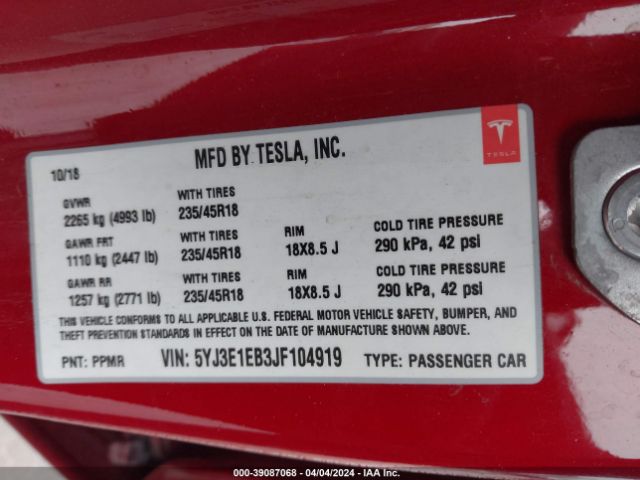 MFD BY TESLA, INC.
TESLA
10/18
GVWR
2265 kg (4993 lb)
WITH TIRES
235/45R18
GAWR FRT
1110 kg (2447 lb)
WITH TIRES
235/45R18
RIM
18X8.5 J
COLD TIRE PRESSURE
290 kPa, 42 psi
GAWR RR
1257 kg (2771 lb)
WITH TIRES
235/45R18
RIM
18X8.5 J
COLD TIRE PRESSURE
290 kPa, 42 psi
THIS VEHICLE CONFORMS TO ALL APPLICABLE U.S. FEDERAL MOTOR VEHICLE SAFETY, BUMPER, AND
THEFT PREVENTION STANDARDS IN EFFECT ON THE DATE OF MANUFACTURE SHOWN ABOVE.
PNT: PPMR VIN: 5YJ3E1EB3JF104919 TYPE: PASSENGER CAR
000-39087068 - 04/04/2024 - IAAI.COM